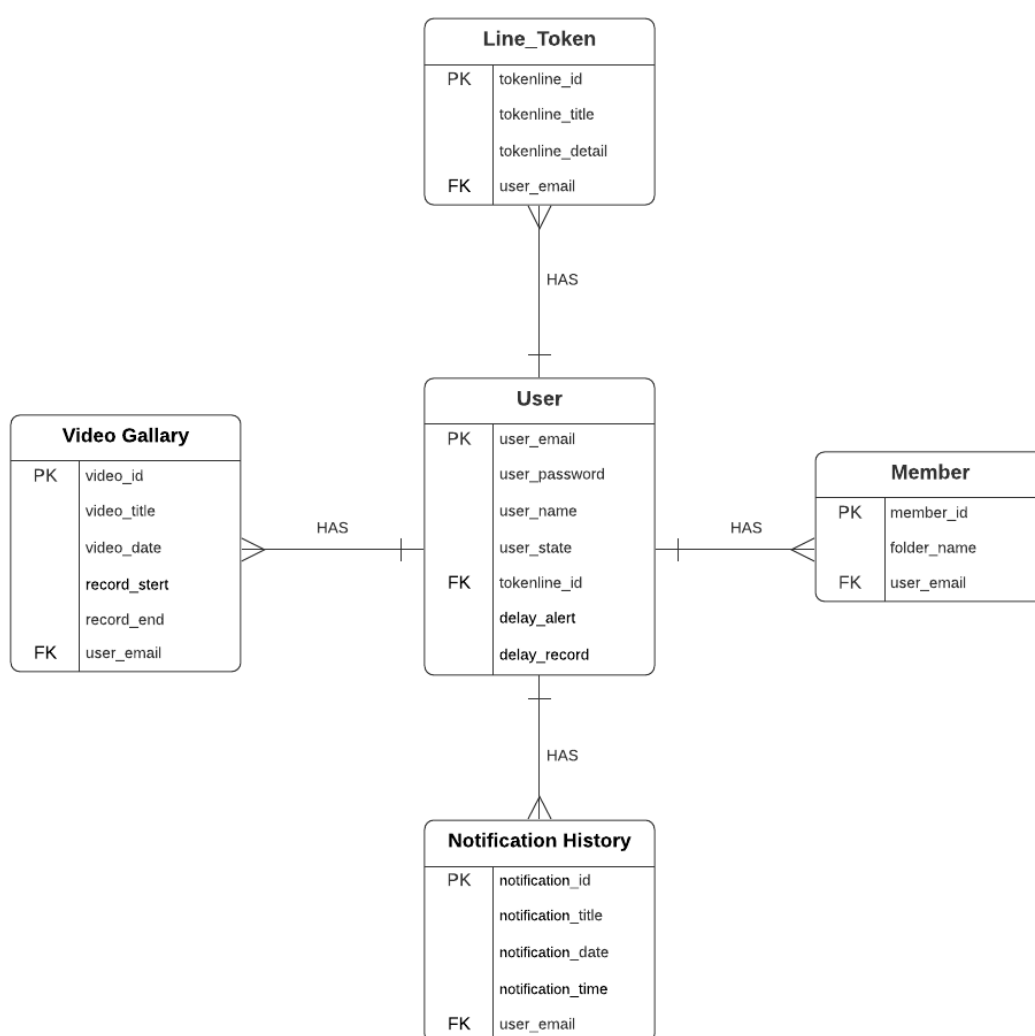 Line_Token
PK tokenline_id
tokenline_title
tokenline_detail
FK user_email
HAS
User
PK user_email
user_password
user_name
user_state
FK tokenline_id
delay_alert
delay_record
Video Gallary
PK video_id
video_title
video_date
record_stert
record_end
FK user_email
HAS
HAS
Member
PK member_id
folder_name
FK user_email
HAS
Notification History
PK notification_id
notification_title
notification_date
notification_time
FK user_email